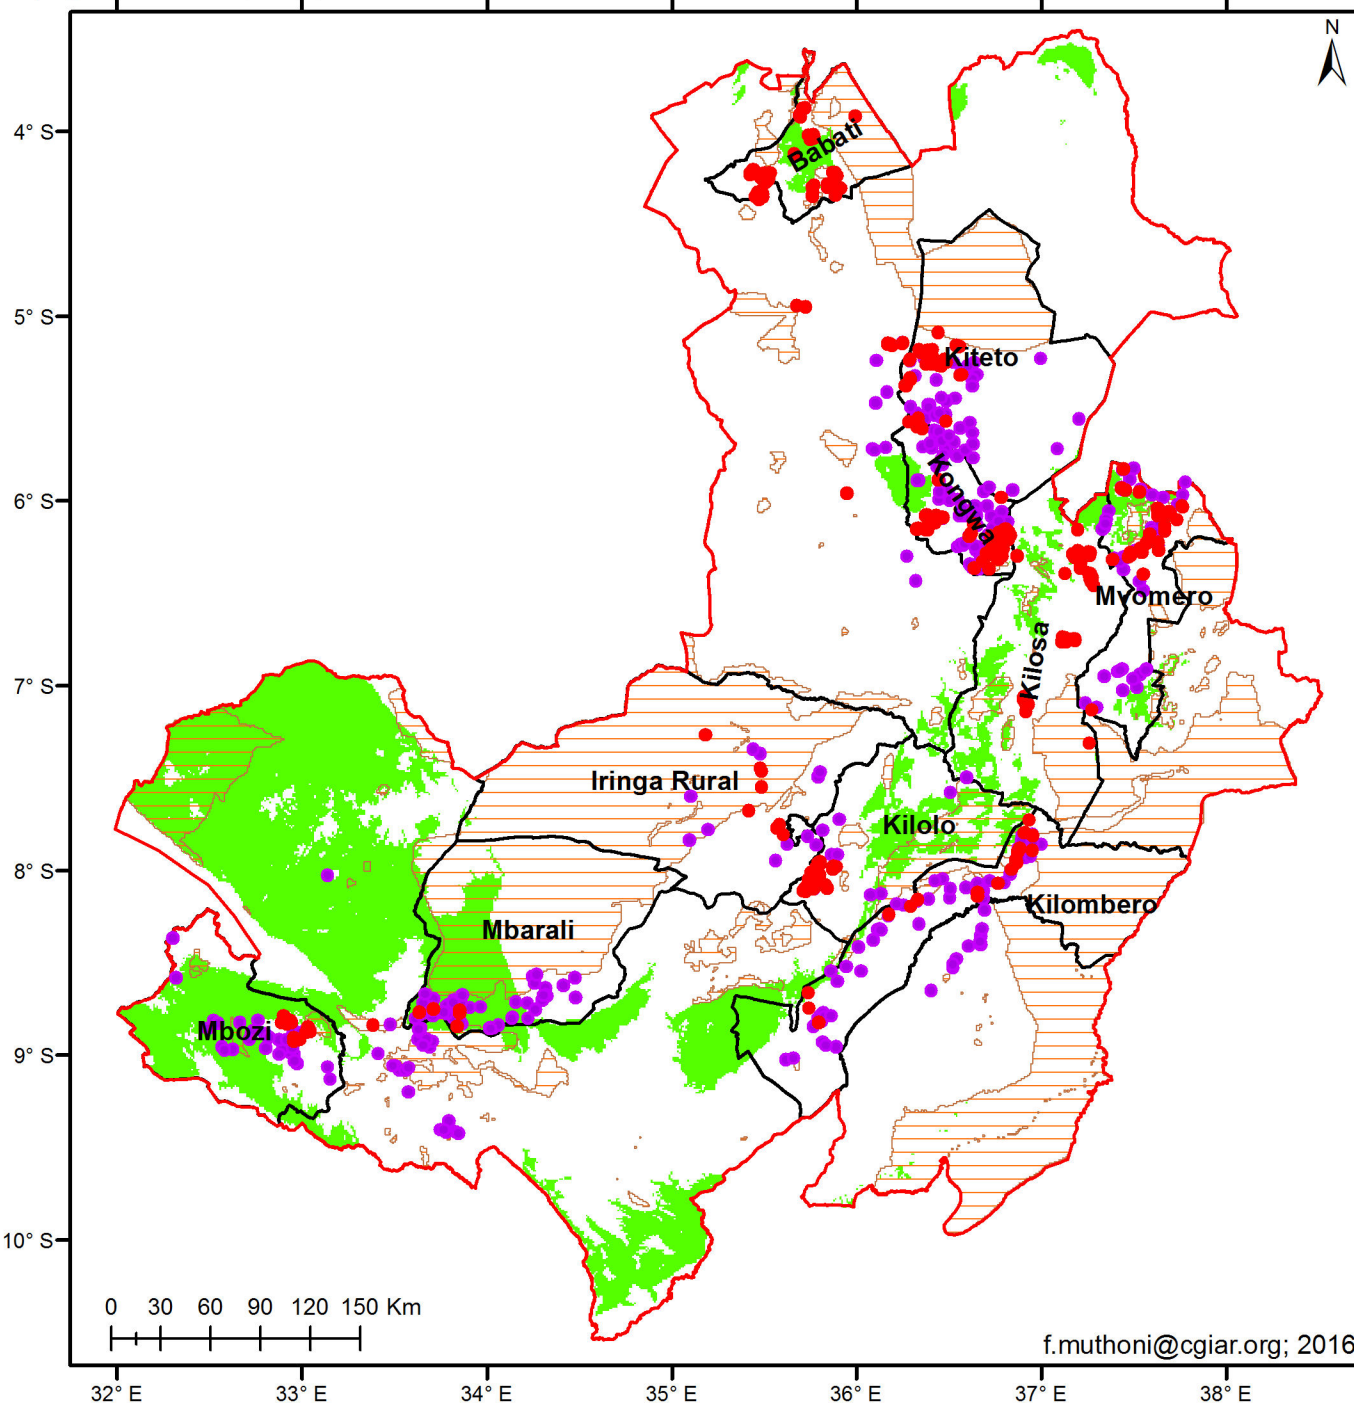 N
4° S
Babati
5° S
Kiteto
Kongwa
6° S
Mvomero
Kilosa
7° S
Iringa Rural
Kilolo
8° S
Kilombero
Mbarali
Mbozi
9° S
10° S
0 30 60 90 120 150 Km
f.muthoni@cgiar.org; 2016
32° E 33° E 34° E 35° E 36° E 37° E 38° E